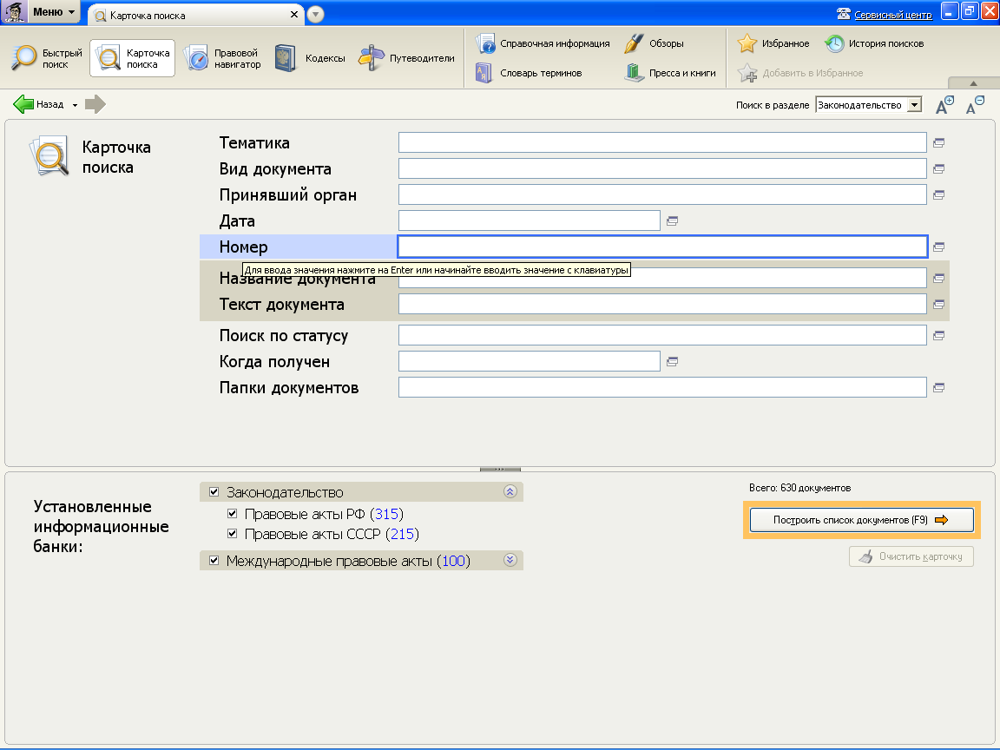 Меню
Карточка поиска
Сервисный центр
Быстрый
поиск
Карточка
поиска
Правовой
навигатор
Кодексы
Путеводители
Справочная информация
Словарь терминов
Обзоры
Пресса и книги
Избранное
История поисков
Добавить в Избранное
Назад
Поиск в разделе
Законодательство
Карточка
поиска
Тематика
Вид документа
Принявший орган
Дата
Номер
Для ввода значения нажмите на Enter или начинайте вводить значение с клавиатуры
Название документа
Текст документа
Поиск по статусу
Когда получен
Папки документов
Установленные
информационные
банки:
Законодательство
Правовые акты РФ (315)
Правовые акты СССР (215)
Международные правовые акты (100)
Всего: 630 документов
Построить список документов (F9)
Очистить карточку